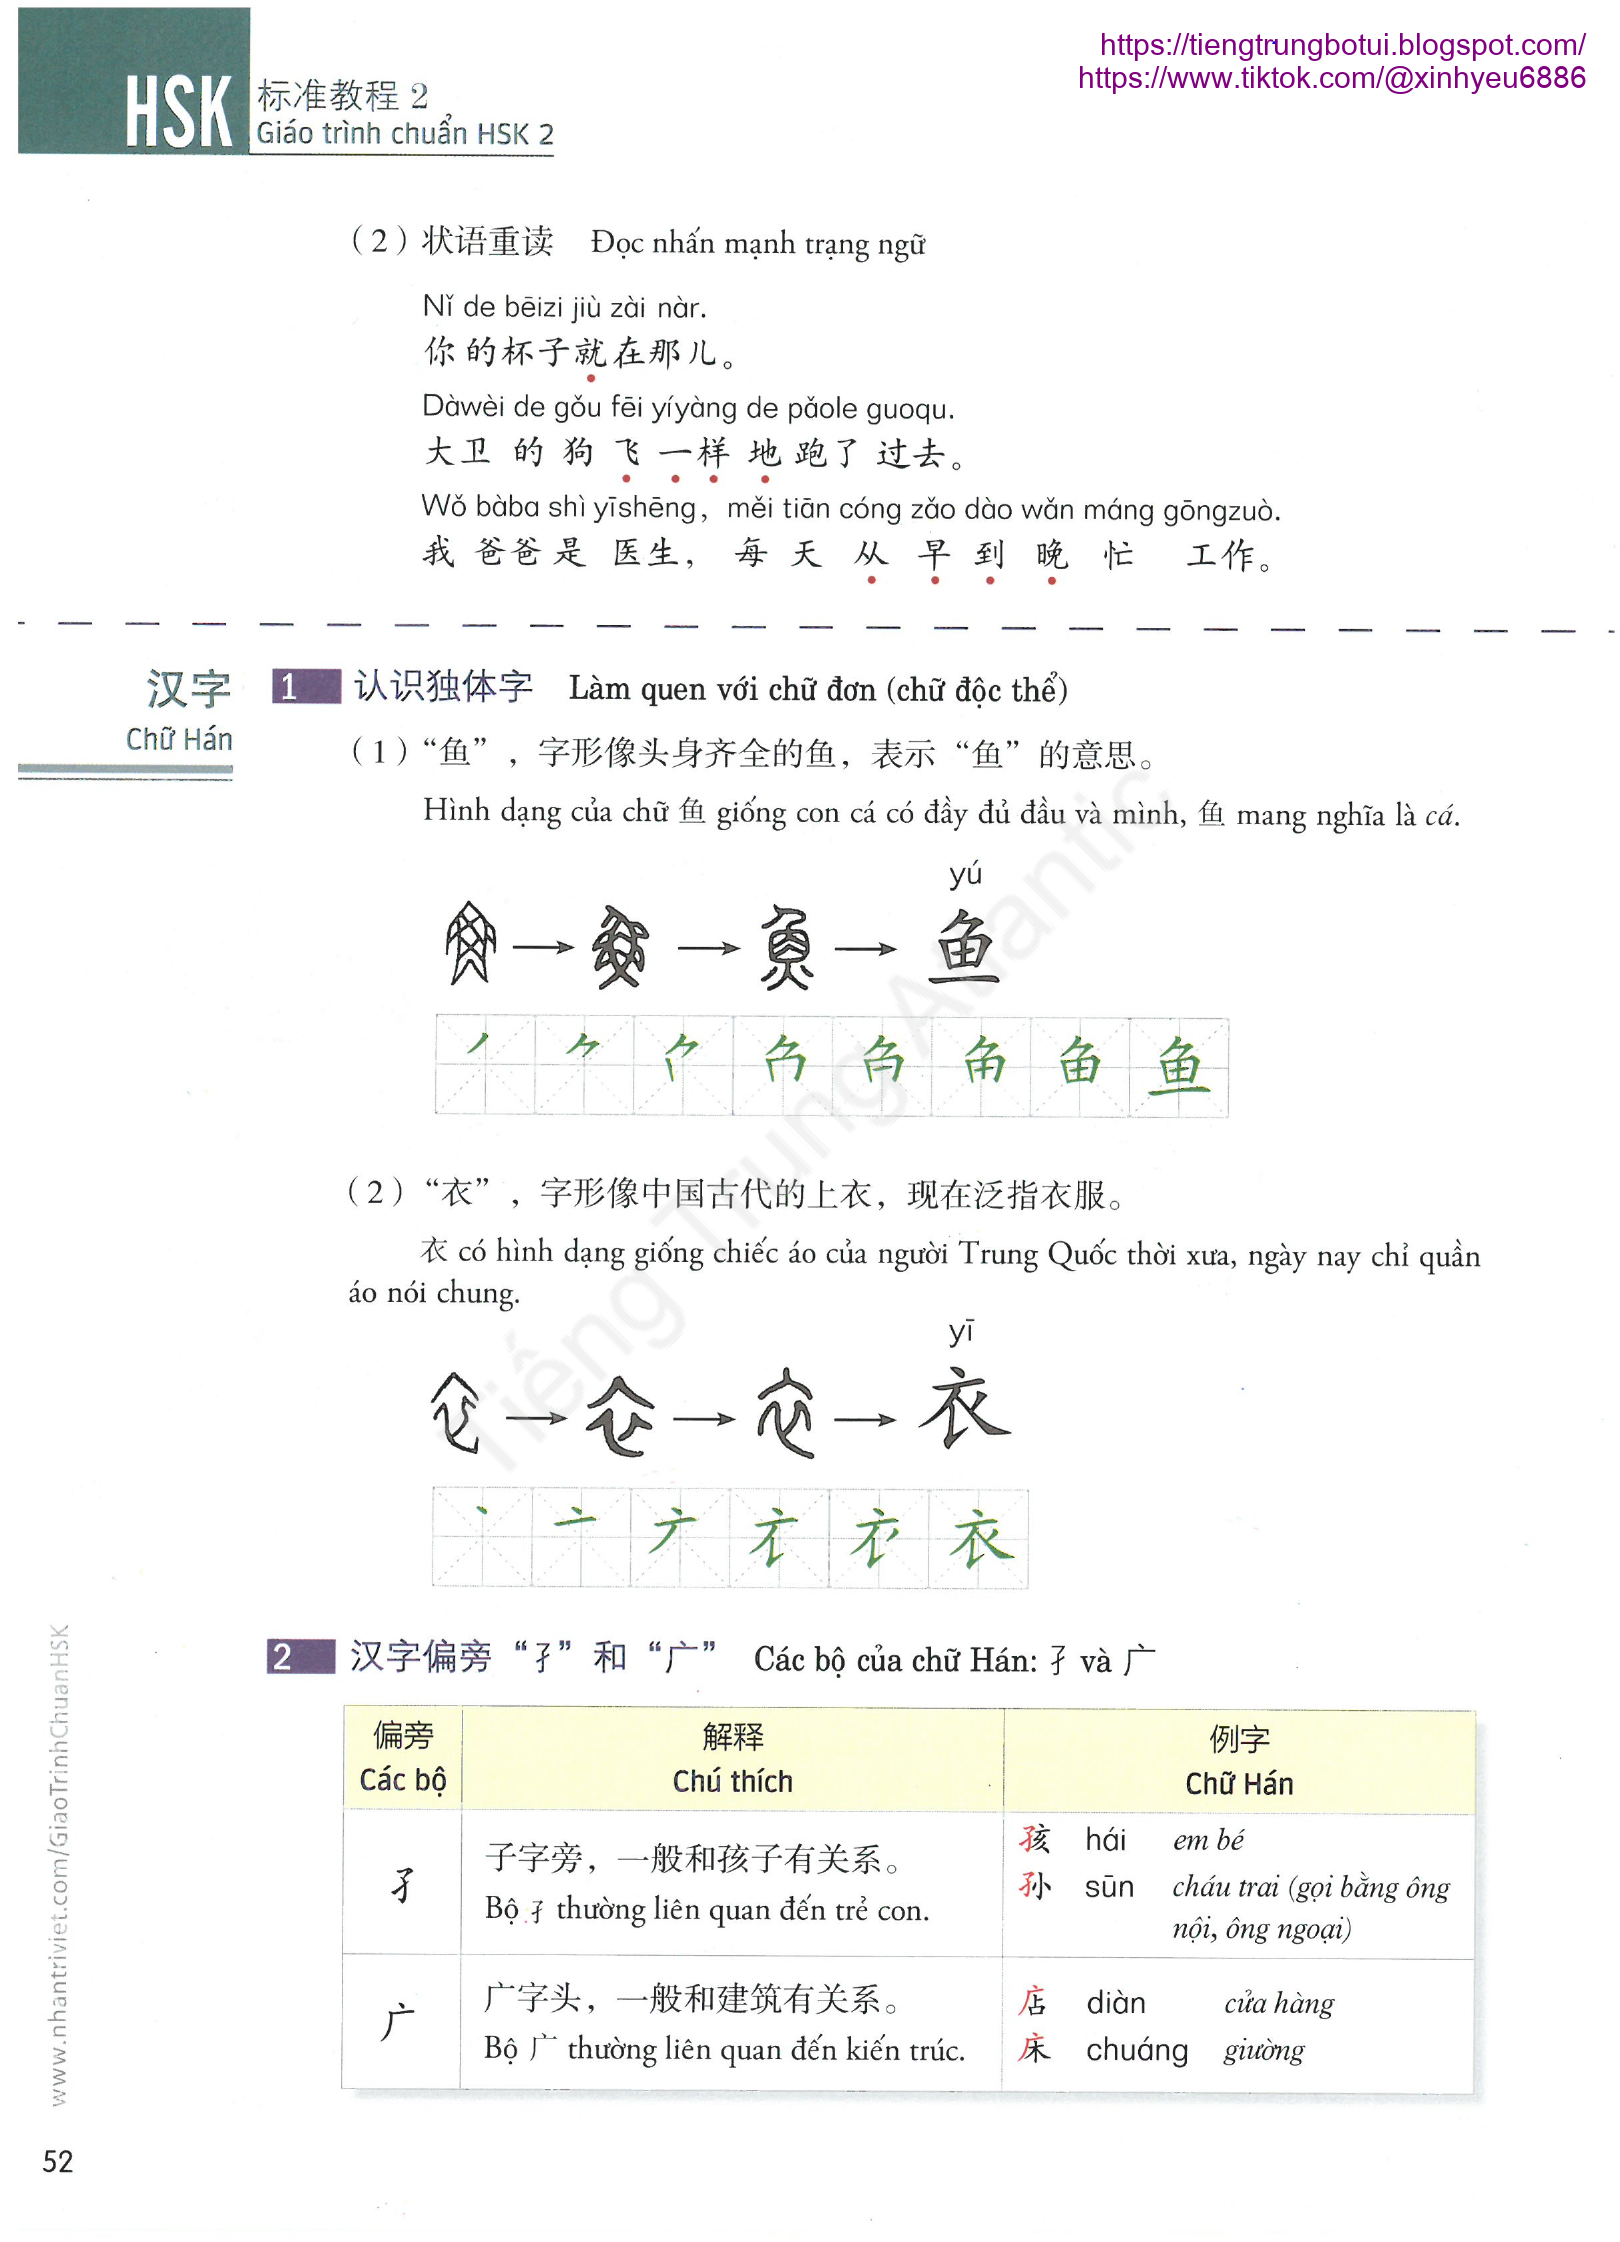 https://tiengtrungbotui.blogspot.com/
https://www.tiktok.com/@xinhyeu6886
HSK 标准教程 2
Giáo trình chuẩn HSK 2
（2）状语重读 Đọc nhấn mạnh trạng ngữ
Nǐ de bēizi jiù zài nàr.
你的杯子就在那儿。
Dàwèi de gǒu fēi yíyàng de pǎole guoqu.
大卫的狗飞一样地跑了过去。
Wǒ bàba shì yīshēng, měi tiān cóng zǎo dào wǎn máng gōngzuò.
我爸爸是医生，每天从早到晚忙工作。
汉字
Chữ Hán
1 认识独体字 Làm quen với chữ đơn (chữ độc thể)
（1）“鱼”，字形像头身齐全的鱼，表示“鱼”的意思。
Hình dạng của chữ 鱼 giống con cá có đầy đủ đầu và mình, 鱼 mang nghĩa là cá.
yú
鱼
鱼
（2）“衣”，字形像中国古代的上衣，现在泛指衣服。
衣 có hình dạng giống chiếc áo của người Trung Quốc thời xưa, ngày nay chỉ quần
áo nói chung.
yī
衣
衣
2 汉字偏旁“孑”和“广” Các bộ của chữ Hán: 孑 và 广
偏旁 解释 例字
Các bộ Chú thích Chữ Hán
孑
子字旁，一般和孩子有关系。
Bộ 孑 thường liên quan đến trẻ con.
孩 hái em bé
孙 sūn cháu trai (gọi bằng ông
nội, ông ngoại)
广
广字头，一般和建筑有关系。
Bộ 广 thường liên quan đến kiến trúc.
店 diàn cửa hàng
床 chuáng giường
www.nhantriviet.com/GiaoTrinhChuanHSK
52
Tiếng Trung Atlantic